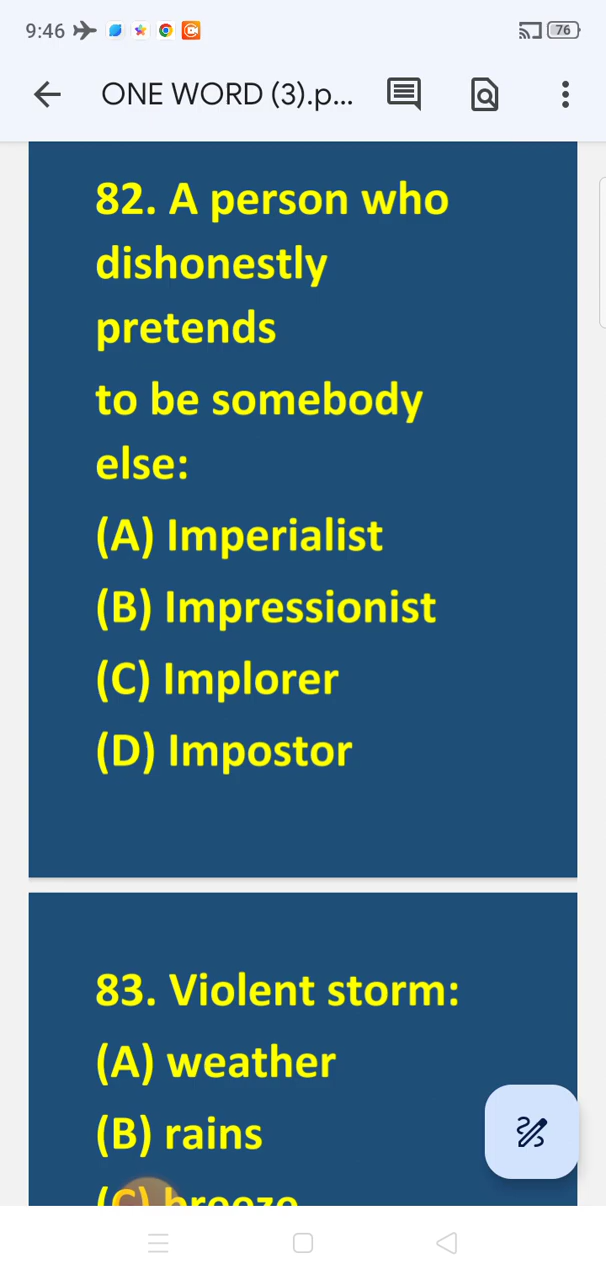 9:46
76
ONE WORD (3).p...
82. A person who
dishonestly
pretends
to be somebody
else:
(A) Imperialist
(B) Impressionist
(C) Implorer
(D) Impostor
83. Violent storm:
(A) weather
(B) rains
(C) breeze